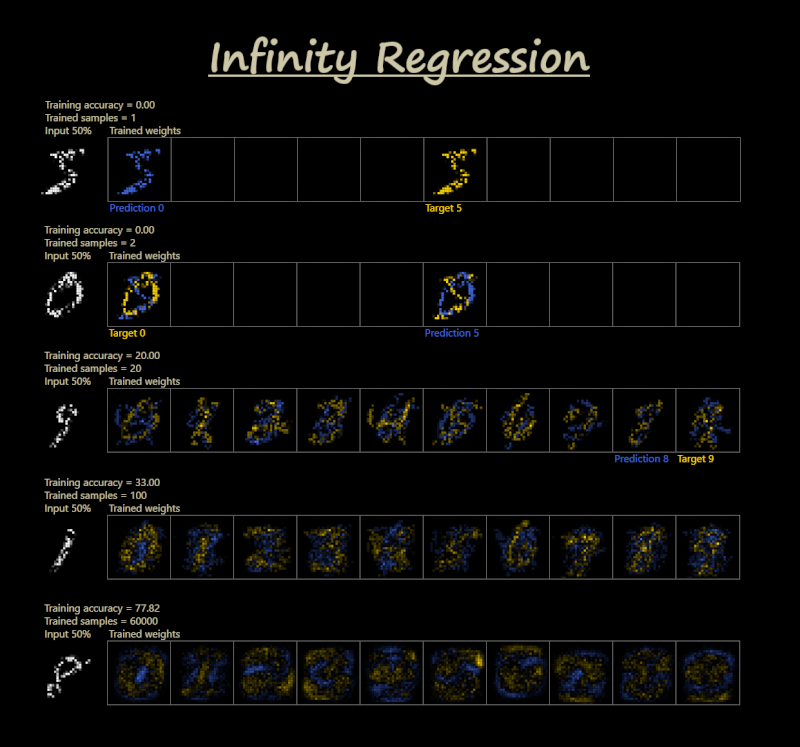 Infinity Regression
Training accuracy = 0.00
Trained samples = 1
Input 50% Trained weights
Prediction 0 Target 5
Training accuracy = 0.00
Trained samples = 2
Input 50% Trained weights
Target 0 Prediction 5
Training accuracy = 20.00
Trained samples = 20
Input 50% Trained weights
Prediction 8 Target 9
Training accuracy = 33.00
Trained samples = 100
Input 50% Trained weights
Training accuracy = 77.82
Trained samples = 60000
Input 50% Trained weights